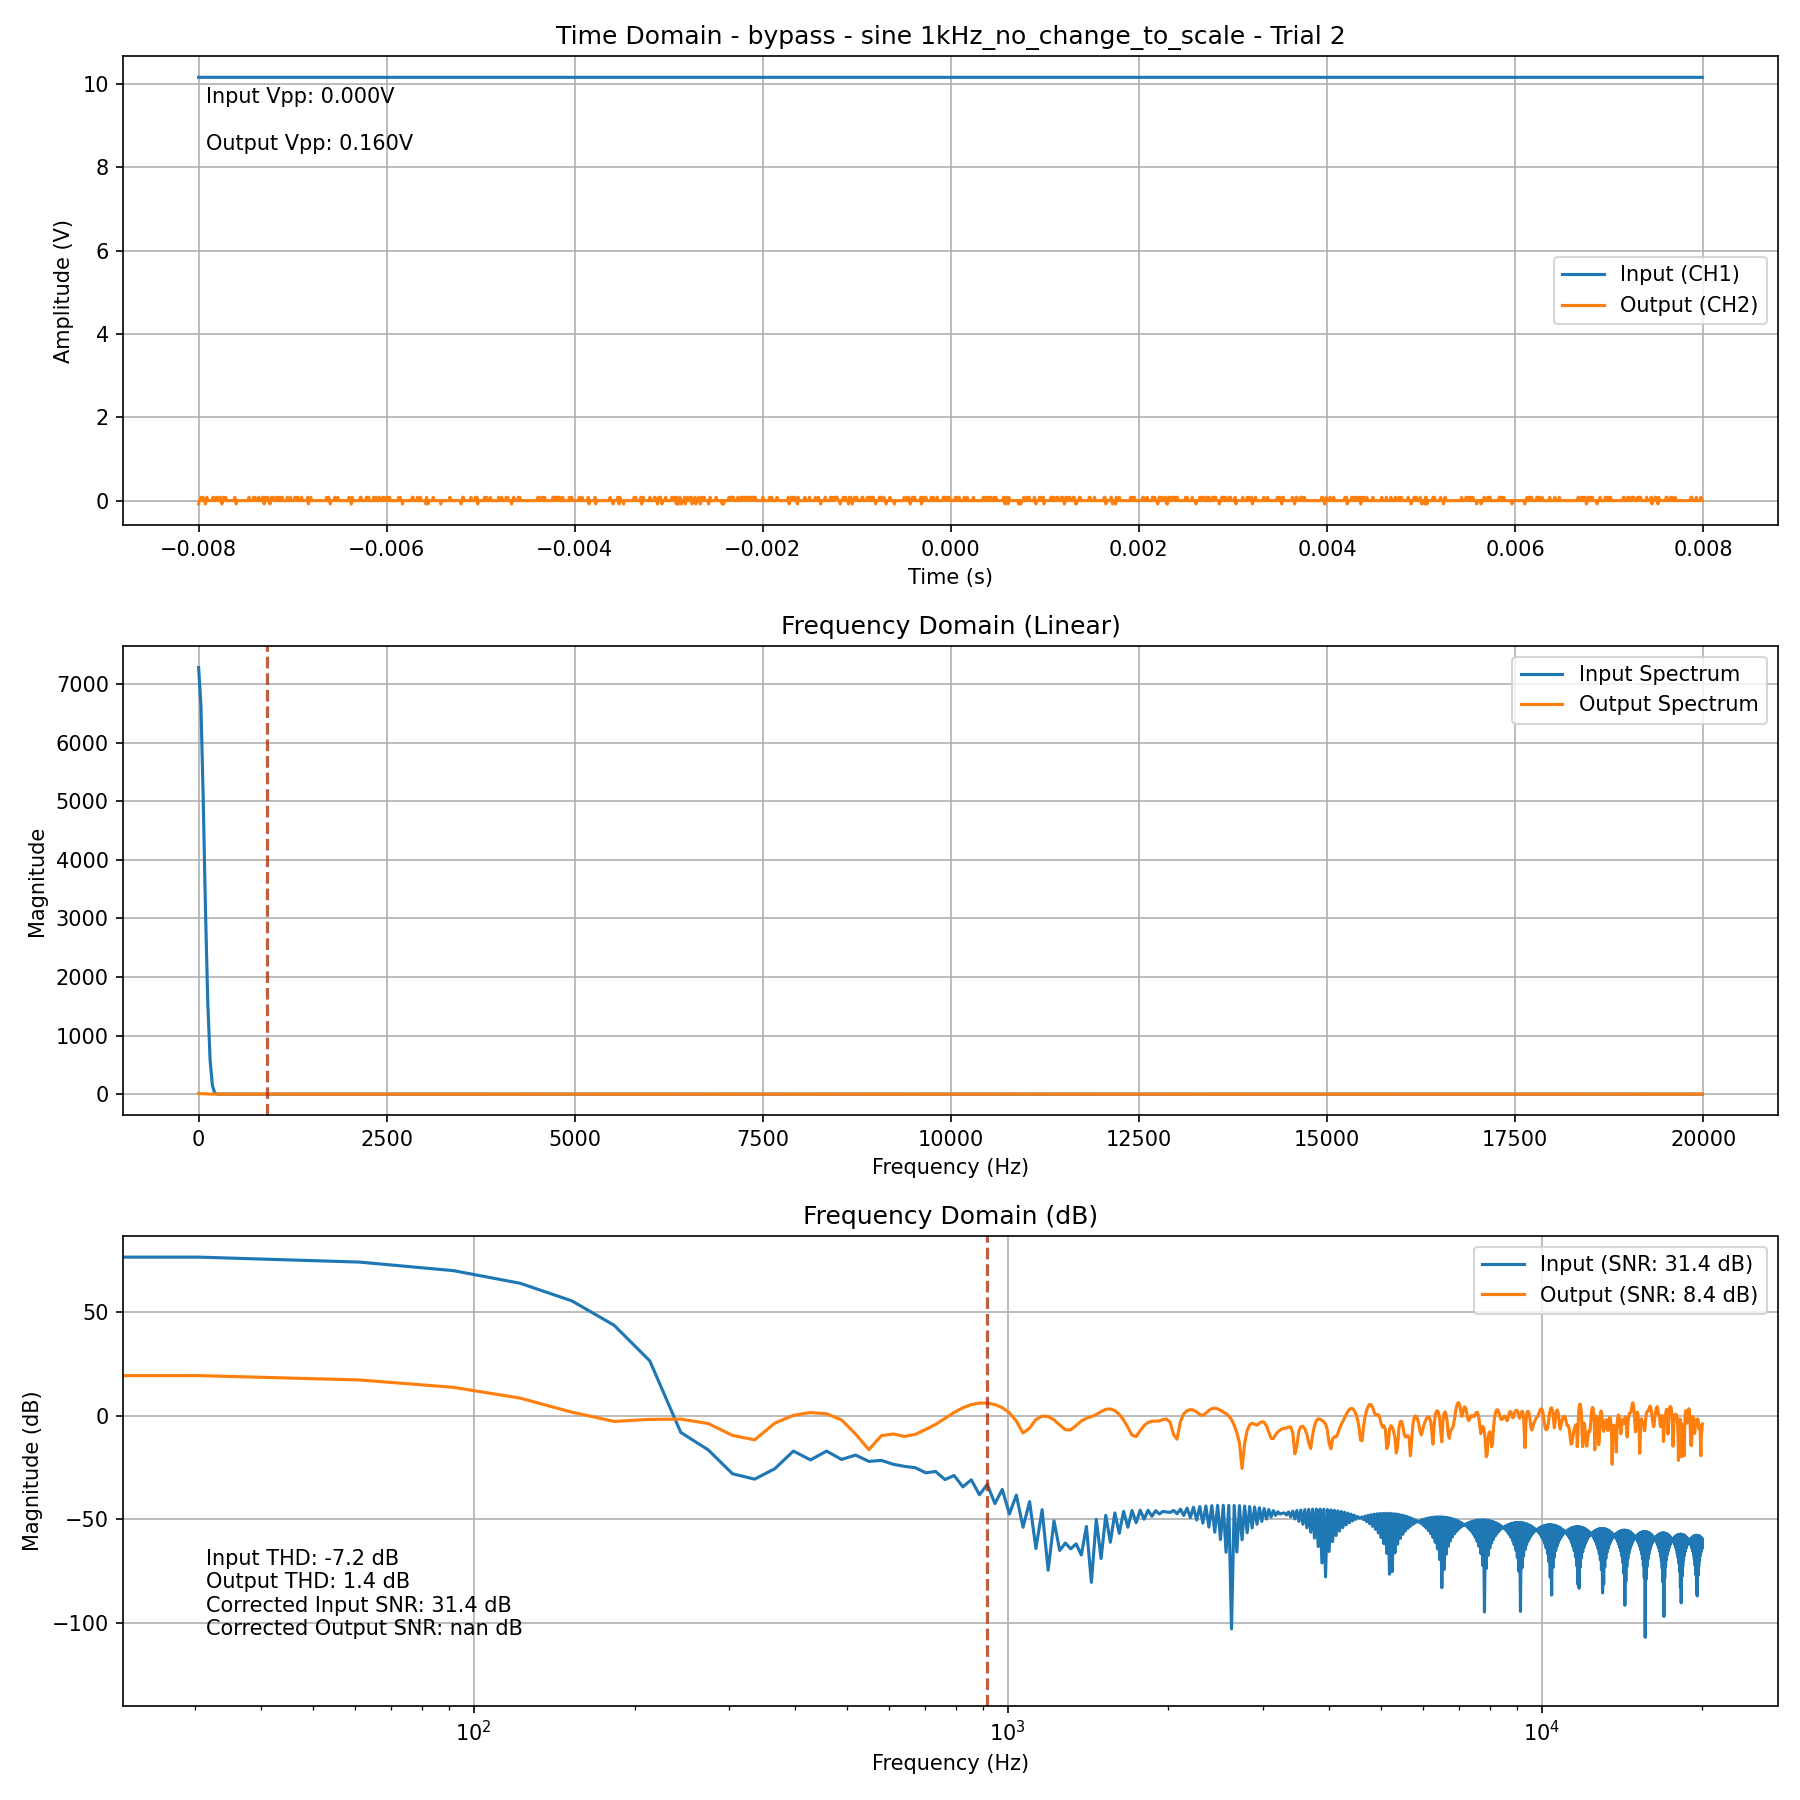 Time Domain - bypass - sine 1kHz_no_change_to_scale - Trial 2
10
8
6
4
2
0
Amplitude (V)
Input Vpp: 0.000V
Output Vpp: 0.160V
Input (CH1)
Output (CH2)
−0.008 −0.006 −0.004 −0.002 0.000 0.002 0.004 0.006 0.008
Time (s)
Frequency Domain (Linear)
7000
6000
5000
4000
3000
2000
1000
0
Magnitude
Input Spectrum
Output Spectrum
0 2500 5000 7500 10000 12500 15000 17500 20000
Frequency (Hz)
Frequency Domain (dB)
50
0
−50
−100
Magnitude (dB)
Input (SNR: 31.4 dB)
Output (SNR: 8.4 dB)
Input THD: -7.2 dB
Output THD: 1.4 dB
Corrected Input SNR: 31.4 dB
Corrected Output SNR: nan dB
10² 10³ 10⁴
Frequency (Hz)